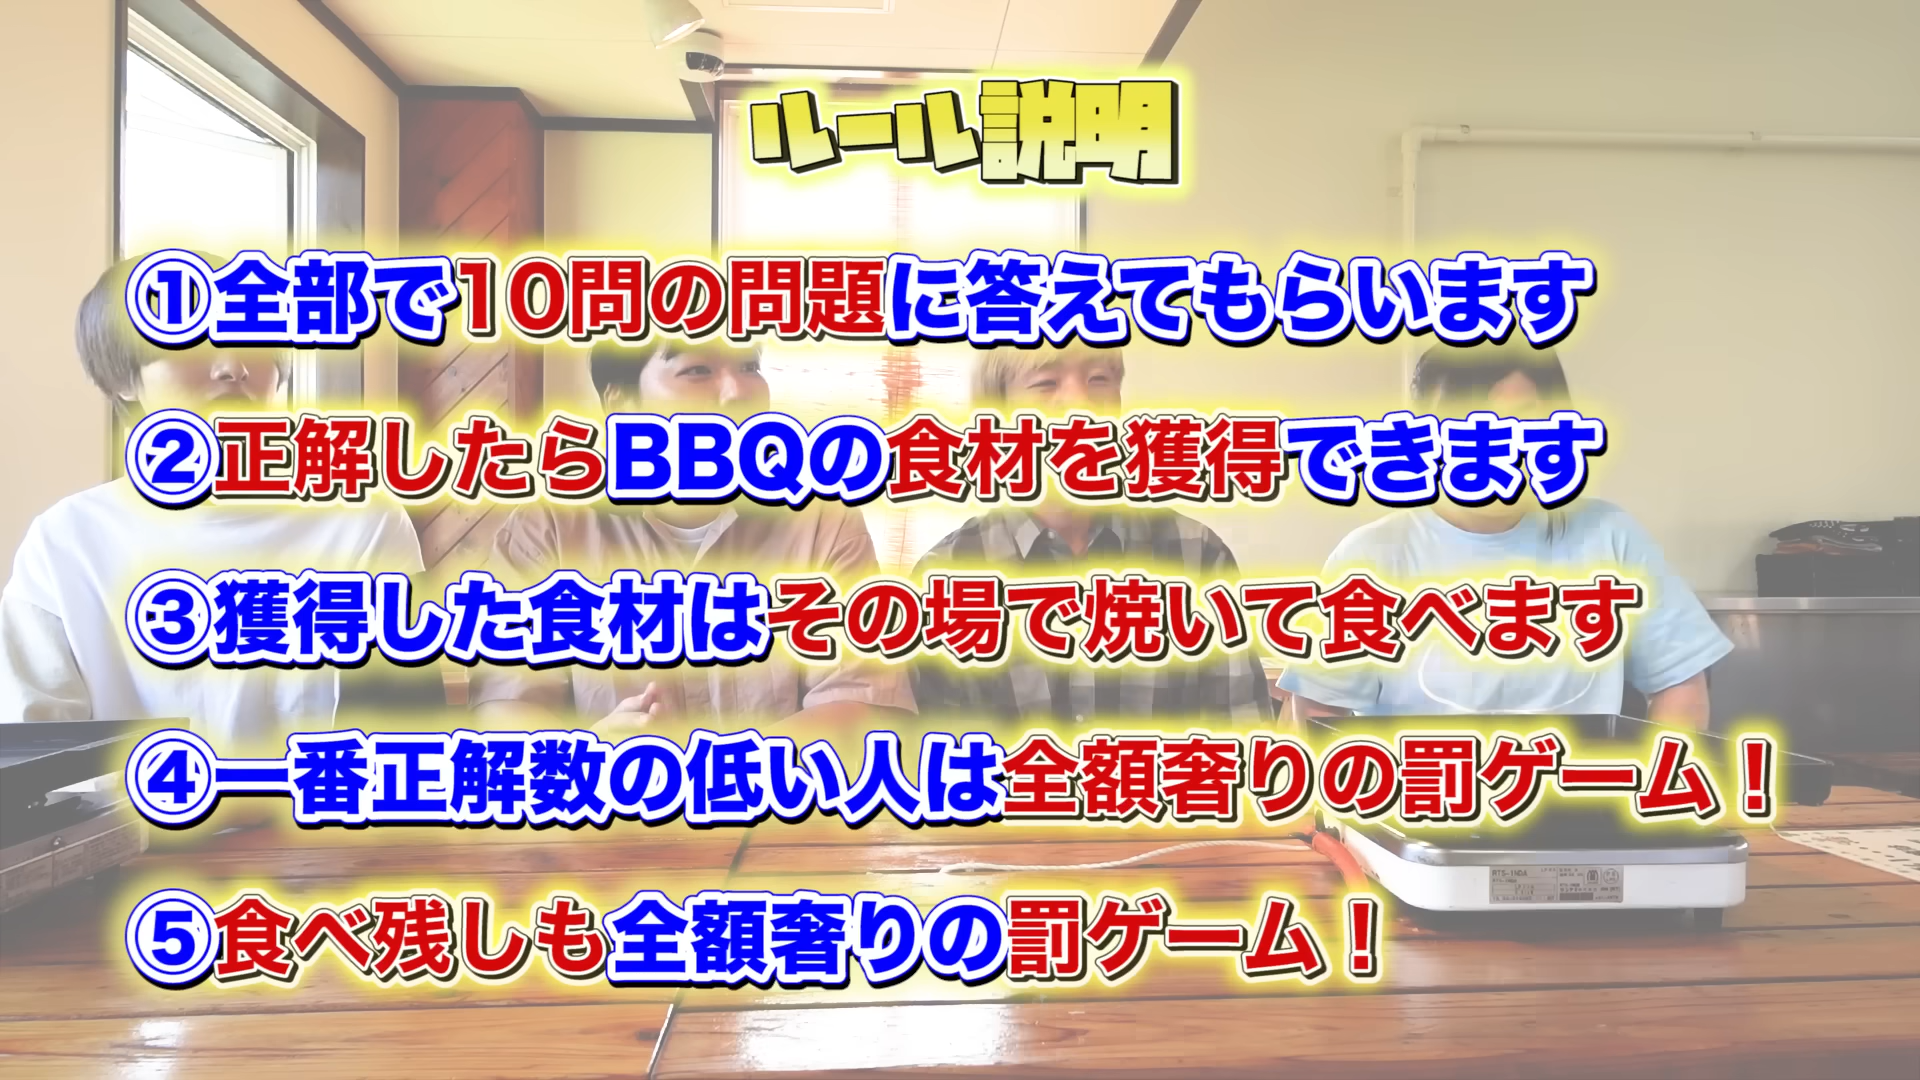 ルール説明
①全部で10問の問題に答えてもらいます
②正解したらBBQの食材を獲得できます
③獲得した食材はその場で焼いて食べます
④一番正解数の低い人は全額奢りの罰ゲーム！
⑤食べ残しも全額奢りの罰ゲーム！
RTS-1NDA